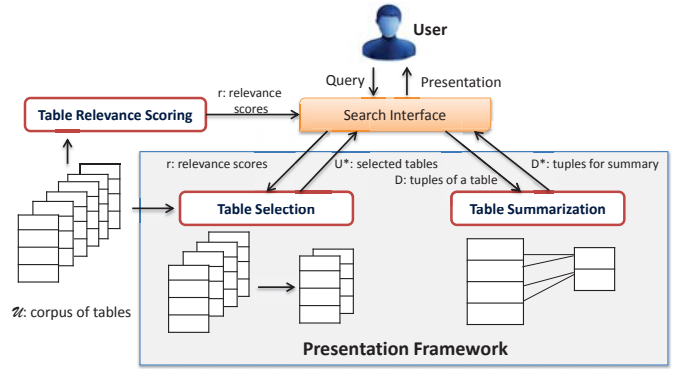 User
Query
Presentation
r: relevance
scores
Table Relevance Scoring
Search Interface
r: relevance scores
U*: selected tables
D: tuples of a table
D*: tuples for summary
Table Selection
Table Summarization
𝒰: corpus of tables
Presentation Framework